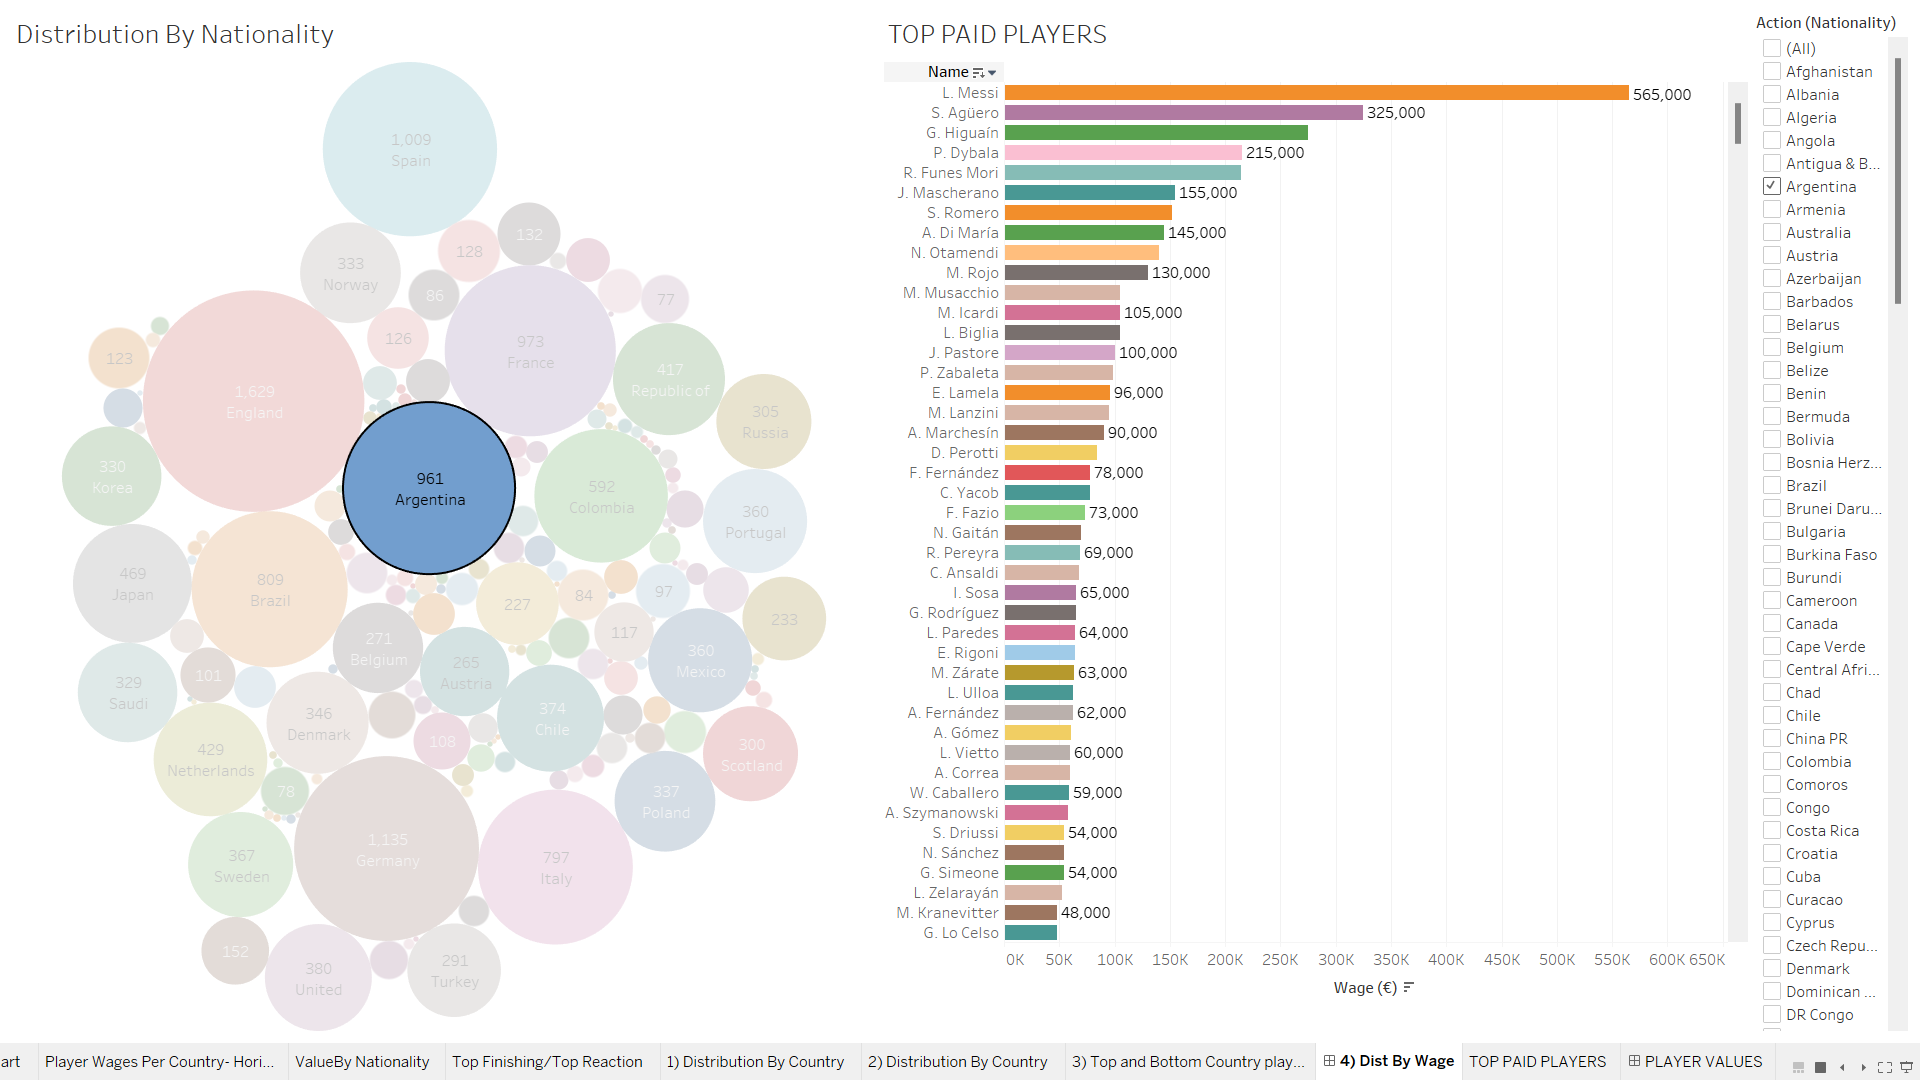 Distribution By Nationality
1,009
Spain
132
128
333
Norway
86
77
126
973
France
123
417
Republic of
1,629
England
305
Russia
330
Korea
961
Argentina
592
Colombia
360
Portugal
469
Japan
809
Brazil
227
84
97
117
233
271
Belgium
265
Austria
360
Mexico
101
329
Saudi
346
Denmark
374
Chile
108
429
Netherlands
300
Scotland
78
337
Poland
1,135
Germany
797
Italy
367
Sweden
152
380
United
291
Turkey
TOP PAID PLAYERS
Name
L. Messi 565,000
S. Agüero 325,000
G. Higuaín
P. Dybala 215,000
R. Funes Mori
J. Mascherano 155,000
S. Romero
A. Di María 145,000
N. Otamendi
M. Rojo 130,000
M. Musacchio
M. Icardi 105,000
L. Biglia
J. Pastore 100,000
P. Zabaleta
E. Lamela 96,000
M. Lanzini
A. Marchesín 90,000
D. Perotti
F. Fernández 78,000
C. Yacob
F. Fazio 73,000
N. Gaitán
R. Pereyra 69,000
C. Ansaldi
I. Sosa 65,000
G. Rodríguez
L. Paredes 64,000
E. Rigoni
M. Zárate 63,000
L. Ulloa
A. Fernández 62,000
A. Gómez
L. Vietto 60,000
A. Correa
W. Caballero 59,000
A. Szymanowski
S. Driussi 54,000
N. Sánchez
G. Simeone 54,000
L. Zelarayán
M. Kranevitter 48,000
G. Lo Celso
0K 50K 100K 150K 200K 250K 300K 350K 400K 450K 500K 550K 600K 650K
Wage (€)
Action (Nationality)
(All)
Afghanistan
Albania
Algeria
Angola
Antigua & B...
Argentina
Armenia
Australia
Austria
Azerbaijan
Barbados
Belarus
Belgium
Belize
Benin
Bermuda
Bolivia
Bosnia Herz...
Brazil
Brunei Daru...
Bulgaria
Burkina Faso
Burundi
Cameroon
Canada
Cape Verde
Central Afri...
Chad
Chile
China PR
Colombia
Comoros
Congo
Costa Rica
Croatia
Cuba
Curacao
Cyprus
Czech Repu...
Denmark
Dominican ...
DR Congo
art Player Wages Per Country- Hori... ValueBy Nationality Top Finishing/Top Reaction 1) Distribution By Country 2) Distribution By Country 3) Top and Bottom Country play... 4) Dist By Wage TOP PAID PLAYERS PLAYER VALUES